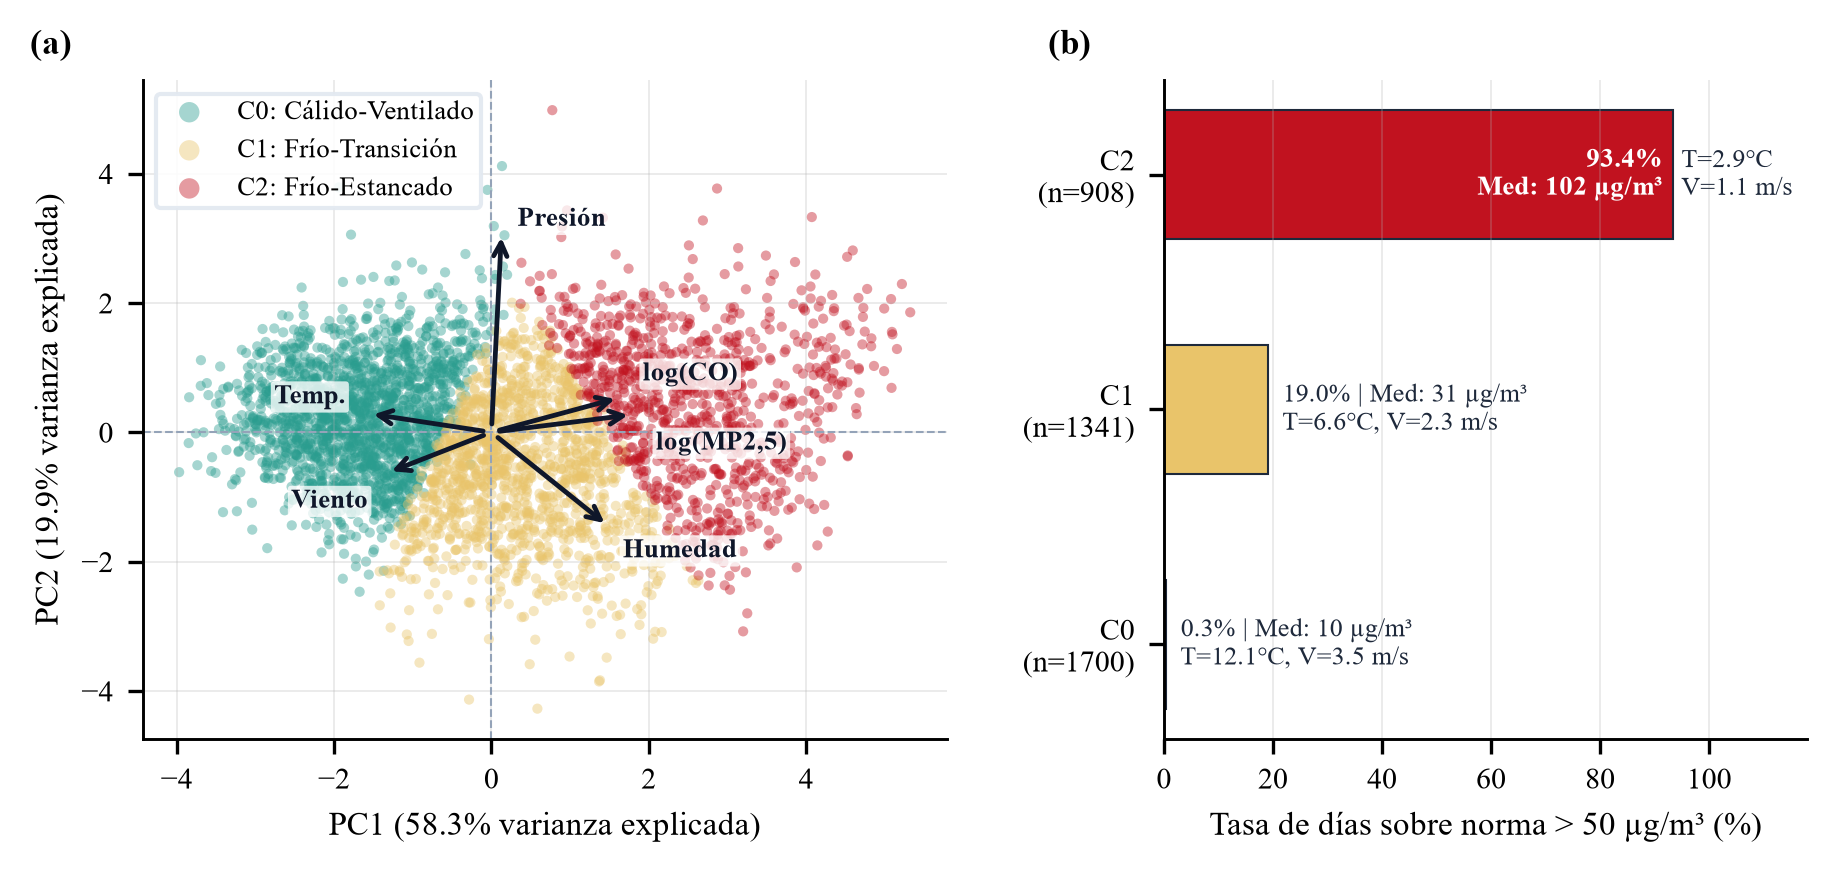 (a)
C0: Cálido-Ventilado
C1: Frío-Transición
C2: Frío-Estancado
Presión
log(CO)
Temp.
log(MP2,5)
Viento
Humedad
4
2
0
−2
−4
PC2 (19.9% varianza explicada)
−4
−2
0
2
4
PC1 (58.3% varianza explicada)
(b)
C2
(n=908)
93.4%
Med: 102 µg/m³
T=2.9°C
V=1.1 m/s
C1
(n=1341)
19.0% | Med: 31 µg/m³
T=6.6°C, V=2.3 m/s
C0
(n=1700)
0.3% | Med: 10 µg/m³
T=12.1°C, V=3.5 m/s
0
20
40
60
80
100
Tasa de días sobre norma > 50 µg/m³ (%)